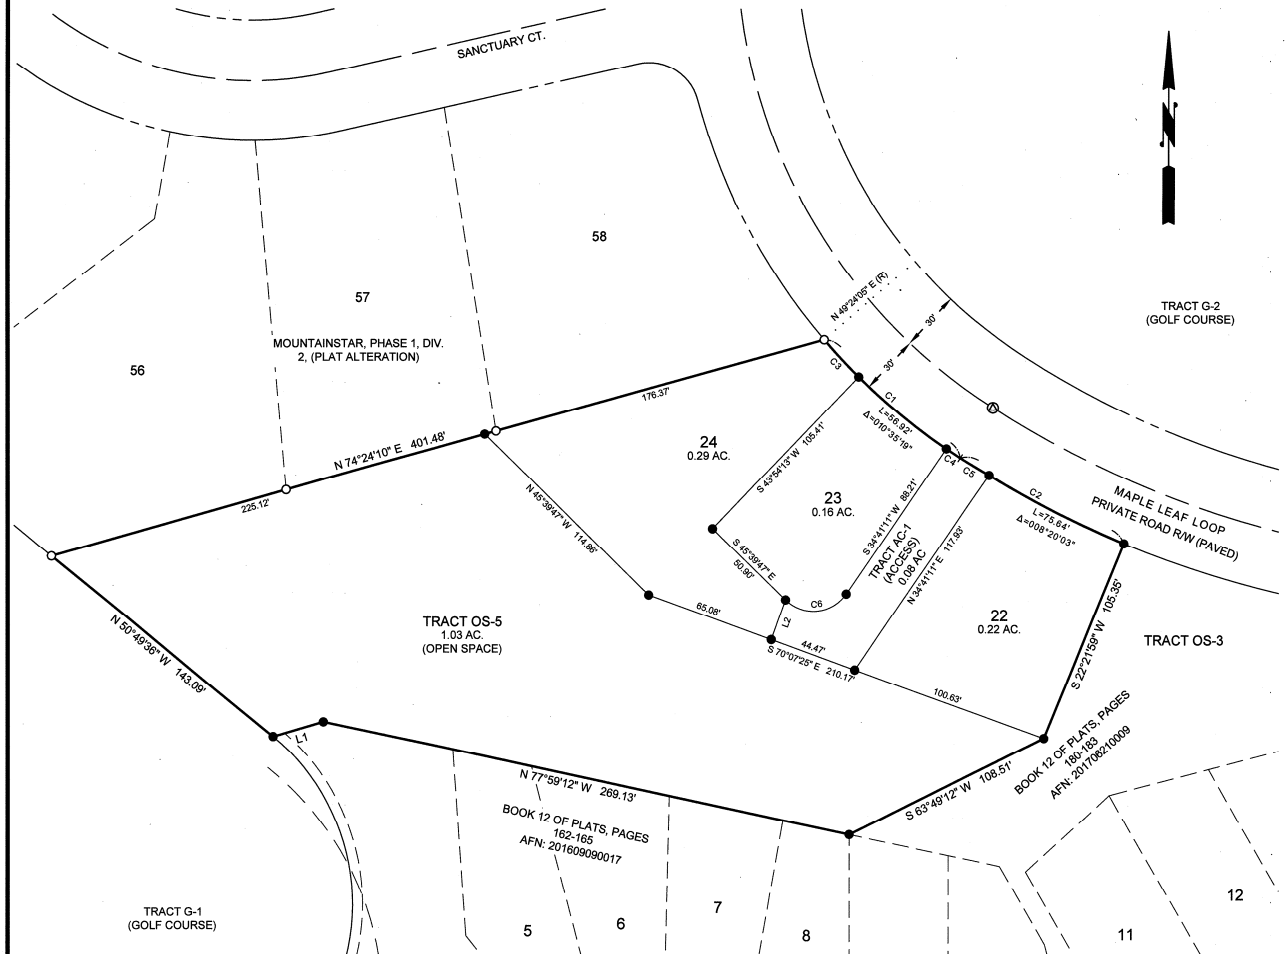 SANCTUARY CT.
58
57
MOUNTAINSTAR, PHASE 1, DIV.
2, (PLAT ALTERATION)
56
N
TRACT G-2
(GOLF COURSE)
N 49°24'05" E (R)
30'
30'
C3
C1
L=56.92'
Δ=010°35'19"
176.37'
N 74°24'10" E 401.48'
225.12'
24
0.29 AC.
S 43°54'13" W 105.41'
C4
C5
C2
L=75.64'
Δ=008°20'03"
MAPLE LEAF LOOP
PRIVATE ROAD R/W (PAVED)
23
0.16 AC.
N 45°39'47" W 114.86'
S 34°41'11" W 88.21'
TRACT AC-1
(ACCESS)
0.08 AC
N 34°41'11" E 117.93'
S 45°39'47" E
50.90'
C6
L2
65.08'
44.47'
S 70°07'25" E 210.17'
22
0.22 AC.
100.63'
S 22°21'59" W 105.35'
TRACT OS-3
TRACT OS-5
1.03 AC.
(OPEN SPACE)
N 50°49'36" W 143.09'
L1
N 77°59'12" W 269.13'
S 63°49'12" W 108.51'
BOOK 12 OF PLATS, PAGES
180-183
AFN: 201706210009
BOOK 12 OF PLATS, PAGES
162-165
AFN: 201609090017
TRACT G-1
(GOLF COURSE)
5
6
7
8
11
12